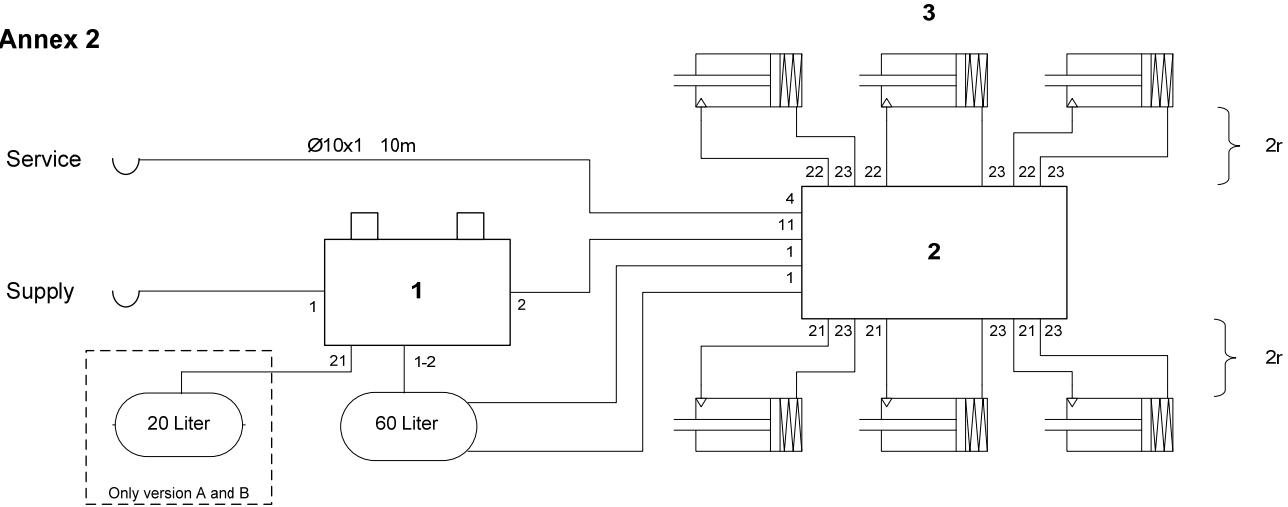 3
Annex 2
Ø10x1 10m
Service
2r
22 23 22 23 22 23
4
11
1
1
2
Supply
1
1
2
21
1-2
21 23 21 23 21 23
2r
20 Liter
60 Liter
Only version A and B